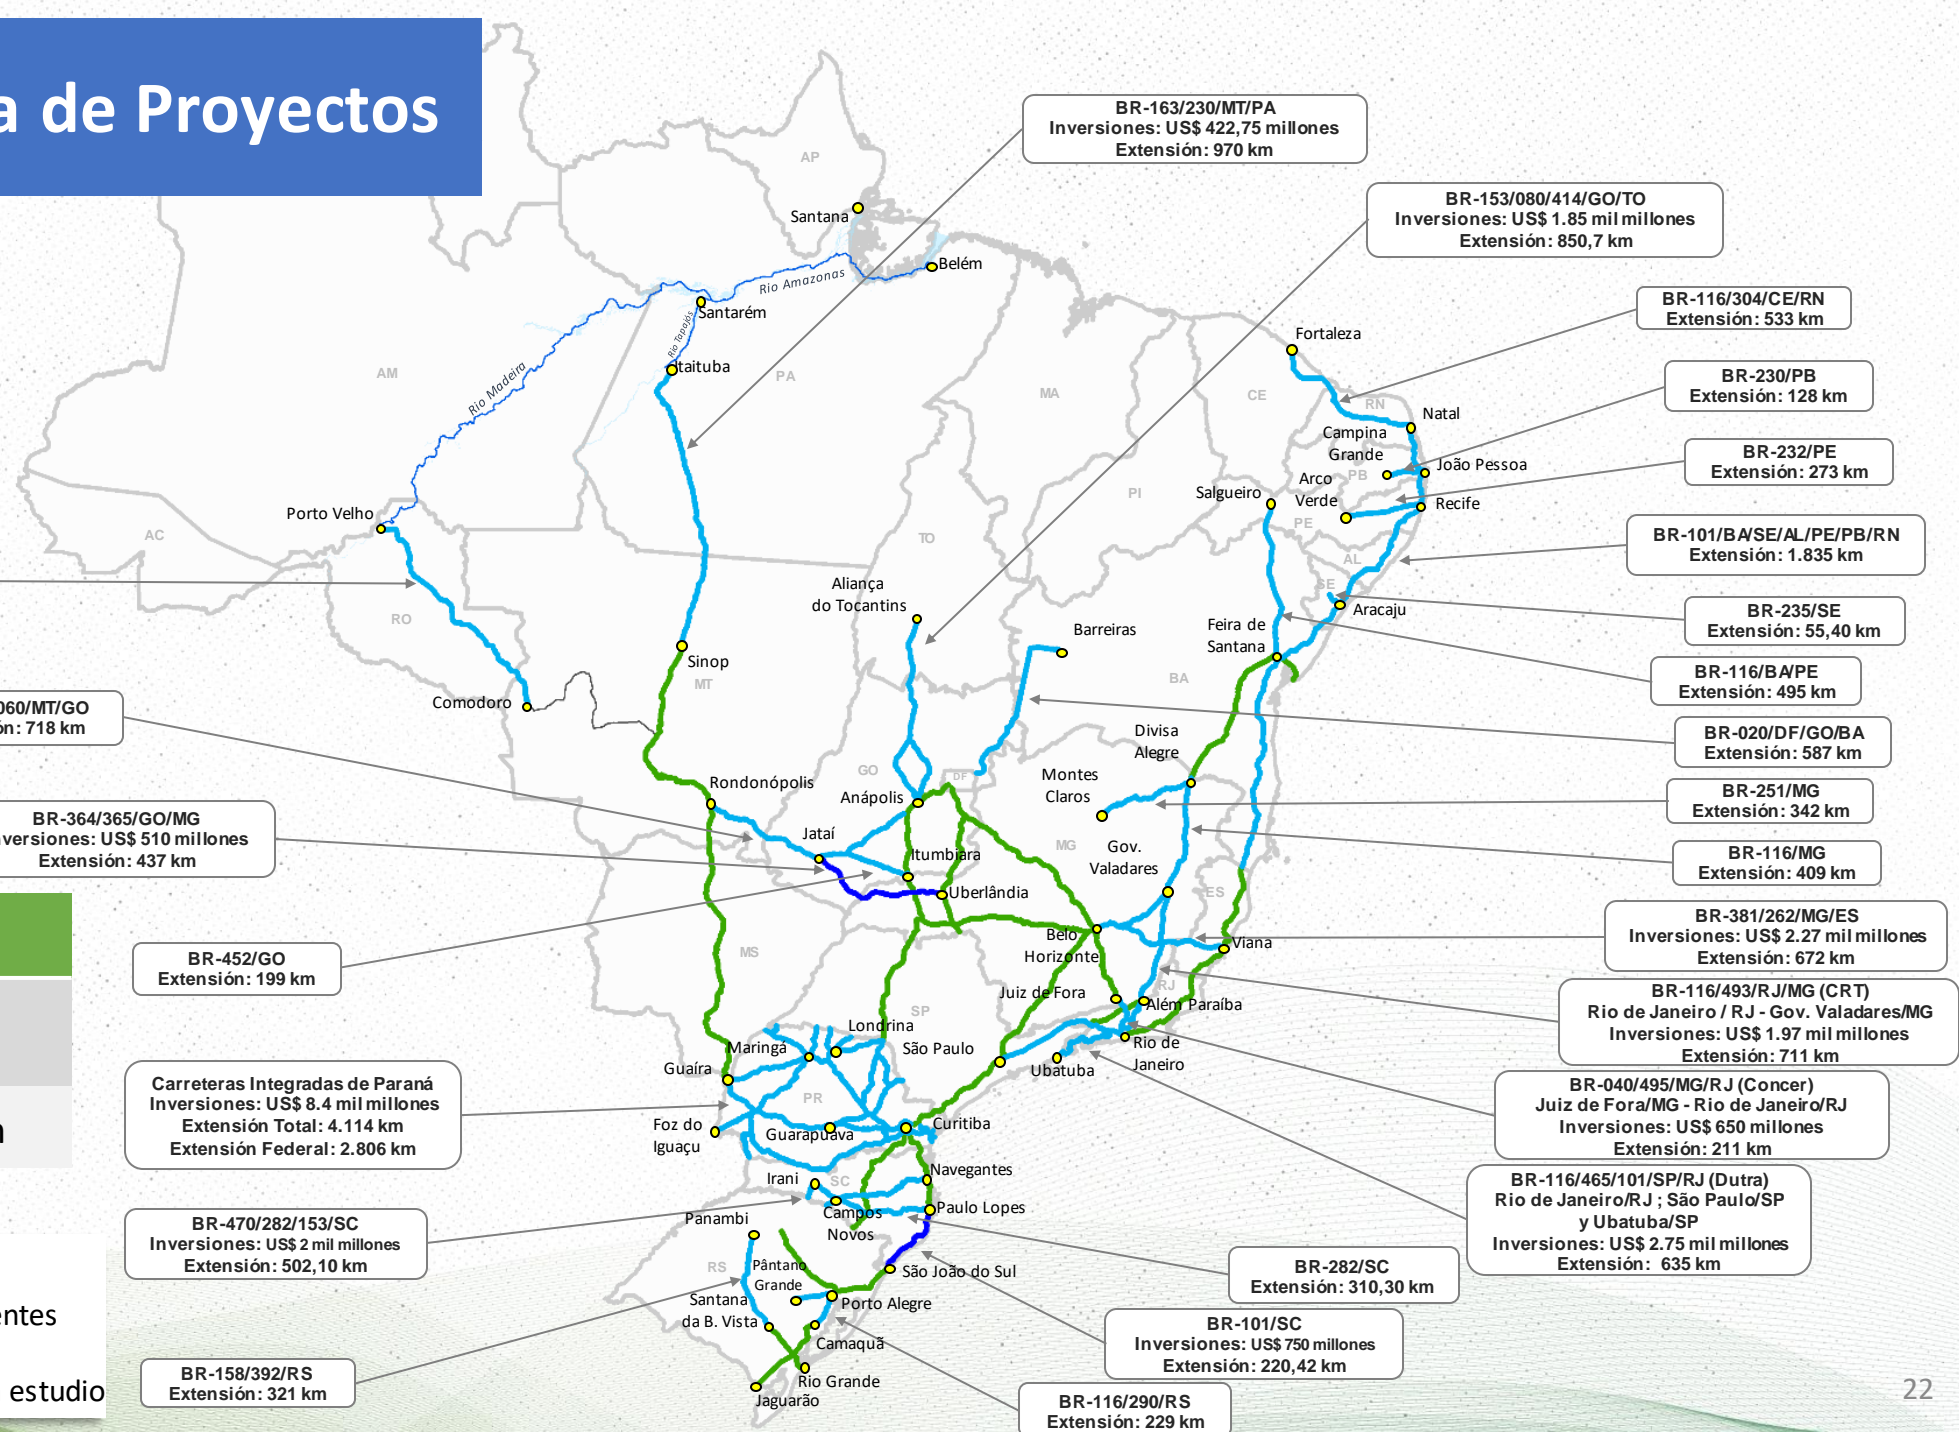 a de Proyectos
BR-163/230/MT/PA
Inversiones: US$ 422,75 millones
Extensión: 970 km
BR-153/080/414/GO/TO
Inversiones: US$ 1.85 mil millones
Extensión: 850,7 km
BR-116/304/CE/RN
Extensión: 533 km
BR-230/PB
Extensión: 128 km
BR-232/PE
Extensión: 273 km
BR-101/BA/SE/AL/PE/PB/RN
Extensión: 1.835 km
BR-235/SE
Extensión: 55,40 km
BR-116/BA/PE
Extensión: 495 km
BR-020/DF/GO/BA
Extensión: 587 km
BR-251/MG
Extensión: 342 km
BR-116/MG
Extensión: 409 km
BR-381/262/MG/ES
Inversiones: US$ 2.27 mil millones
Extensión: 672 km
BR-116/493/RJ/MG (CRT)
Rio de Janeiro / RJ - Gov. Valadares/MG
Inversiones: US$ 1.97 mil millones
Extensión: 711 km
BR-040/495/MG/RJ (Concer)
Juiz de Fora/MG - Rio de Janeiro/RJ
Inversiones: US$ 650 millones
Extensión: 211 km
BR-116/465/101/SP/RJ (Dutra)
Rio de Janeiro/RJ ; São Paulo/SP
y Ubatuba/SP
Inversiones: US$ 2.75 mil millones
Extensión: 635 km
BR-282/SC
Extensión: 310,30 km
BR-101/SC
Inversiones: US$ 750 millones
Extensión: 220,42 km
BR-116/290/RS
Extensión: 229 km
060/MT/GO
ón: 718 km
BR-364/365/GO/MG
nversiones: US$ 510 millones
Extensión: 437 km
BR-452/GO
Extensión: 199 km
Carreteras Integradas de Paraná
Inversiones: US$ 8.4 mil millones
Extensión Total: 4.114 km
Extensión Federal: 2.806 km
BR-470/282/153/SC
Inversiones: US$ 2 mil millones
Extensión: 502,10 km
BR-158/392/RS
Extensión: 321 km
entes
estudio
AP
Santana
Belém
Rio Amazonas
Santarém
Rio Tapajós
Itaituba
Rio Madeira
AM
PA
MA
CE
Fortaleza
RN
Natal
Campina
Grande
PB
João Pessoa
Arco
Verde
Recife
Salgueiro
PE
PI
AL
SE
Aracaju
Porto Velho
AC
RO
TO
Aliança
do Tocantins
Barreiras
Feira de
Santana
BA
Sinop
MT
Comodoro
Divisa
Alegre
Montes
Claros
GO
DF
Anápolis
Rondonópolis
Jataí
Itumbiara
MG
Gov.
Valadares
ES
Uberlândia
Belo
Horizonte
Viana
MS
Juiz de Fora
RJ
Além Paraíba
SP
Londrina
Maringá
São Paulo
Rio de
Janeiro
Ubatuba
Guaíra
PR
Foz do
Iguaçu
Guarapuava
Curitiba
Navegantes
Irani
SC
Campos
Novos
Paulo Lopes
Panambi
RS
Pântano
Grande
São João do Sul
Santana
da B. Vista
Porto Alegre
Camaquã
Rio Grande
Jaguarão
22